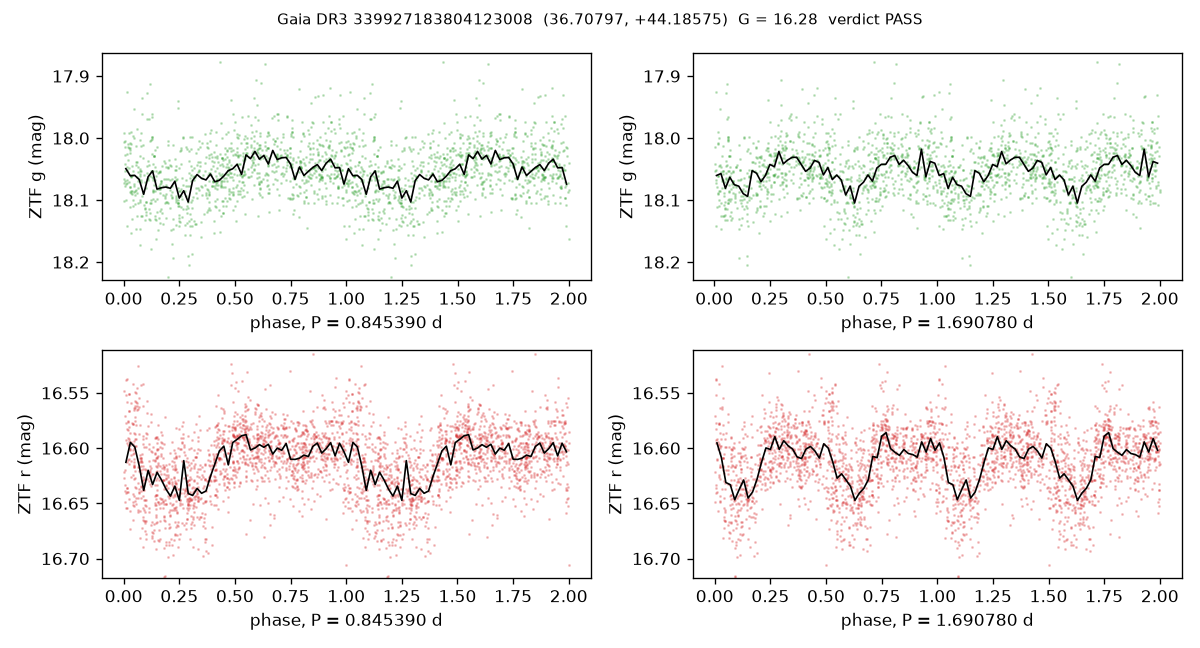 Gaia DR3 339927183804123008 (36.70797, +44.18575) G = 16.28 verdict PASS
ZTF g (mag)
17.9
18.0
18.1
18.2
0.00 0.25 0.50 0.75 1.00 1.25 1.50 1.75 2.00
phase, P = 0.845390 d
ZTF g (mag)
17.9
18.0
18.1
18.2
0.00 0.25 0.50 0.75 1.00 1.25 1.50 1.75 2.00
phase, P = 1.690780 d
ZTF r (mag)
16.55
16.60
16.65
16.70
0.00 0.25 0.50 0.75 1.00 1.25 1.50 1.75 2.00
phase, P = 0.845390 d
ZTF r (mag)
16.55
16.60
16.65
16.70
0.00 0.25 0.50 0.75 1.00 1.25 1.50 1.75 2.00
phase, P = 1.690780 d